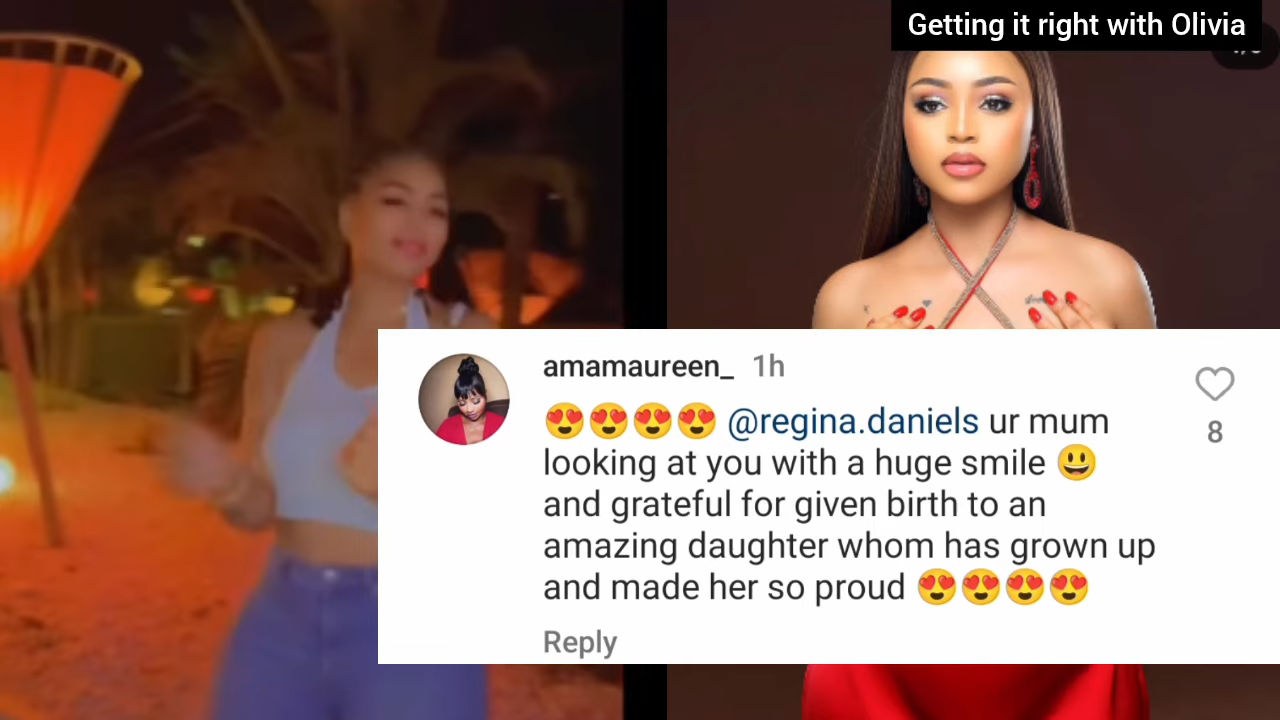 Getting it right with Olivia
amamaureen_ 1h
😍😍😍😍 @regina.daniels ur mum
looking at you with a huge smile 😃
and grateful for given birth to an
amazing daughter whom has grown up
and made her so proud 😍😍😍😍
8
Reply